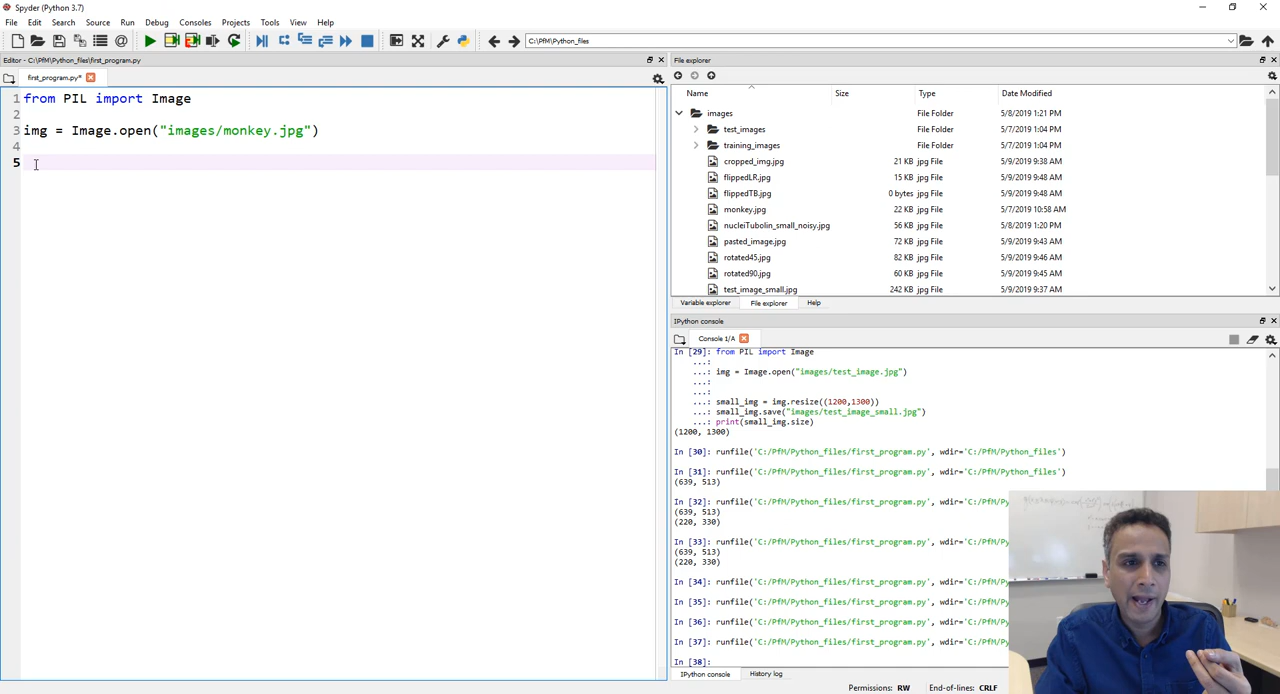 Spyder (Python 3.7)
File Edit Search Source Run Debug Consoles Projects Tools View Help
C:\PfM\Python_files
Editor - C:\PfM\Python_files\first_program.py
first_program.py*
1 from PIL import Image
2
3 img = Image.open("images/monkey.jpg")
4
5
File explorer
Name Size Type Date Modified
images File Folder 5/8/2019 1:21 PM
test_images File Folder 5/7/2019 1:04 PM
training_images File Folder 5/7/2019 1:04 PM
cropped_img.jpg 21 KB jpg File 5/9/2019 9:38 AM
flippedLR.jpg 15 KB jpg File 5/9/2019 9:48 AM
flippedTB.jpg 0 bytes jpg File 5/9/2019 9:48 AM
monkey.jpg 22 KB jpg File 5/7/2019 10:58 AM
nucleiTubolin_small_noisy.jpg 56 KB jpg File 5/8/2019 1:20 PM
pasted_image.jpg 72 KB jpg File 5/9/2019 9:43 AM
rotated45.jpg 82 KB jpg File 5/9/2019 9:46 AM
rotated90.jpg 60 KB jpg File 5/9/2019 9:45 AM
test_image_small.jpg 242 KB jpg File 5/9/2019 9:37 AM
Variable explorer File explorer Help
IPython console
Console 1/A
In [29]: from PIL import Image
...:
...: img = Image.open("images/test_image.jpg")
...:
...:
...: small_img = img.resize((1200,1300))
...: small_img.save("images/test_image_small.jpg")
...: print(small_img.size)
(1200, 1300)
In [30]: runfile('C:/PfM/Python_files/first_program.py', wdir='C:/PfM/Python_files')
In [31]: runfile('C:/PfM/Python_files/first_program.py', wdir='C:/PfM/Python_files')
(639, 513)
In [32]: runfile('C:/PfM/Python_files/first_program.py', wdir='C:/PfM/Py
(639, 513)
(220, 330)
In [33]: runfile('C:/PfM/Python_files/first_program.py', wdir='C:/PfM/Py
(639, 513)
(220, 330)
In [34]: runfile('C:/PfM/Python_files/first_program.py', wdir='C:/PfM/Py
In [35]: runfile('C:/PfM/Python_files/first_program.py', wdir='C:/PfM/Py
In [36]: runfile('C:/PfM/Python_files/first_program.py', wdir='C:/PfM/Py
In [37]: runfile('C:/PfM/Python_files/first_program.py', wdir='C:/PfM/Py
In [38]:
IPython console History log
Permissions: RW End-of-lines: CRLF